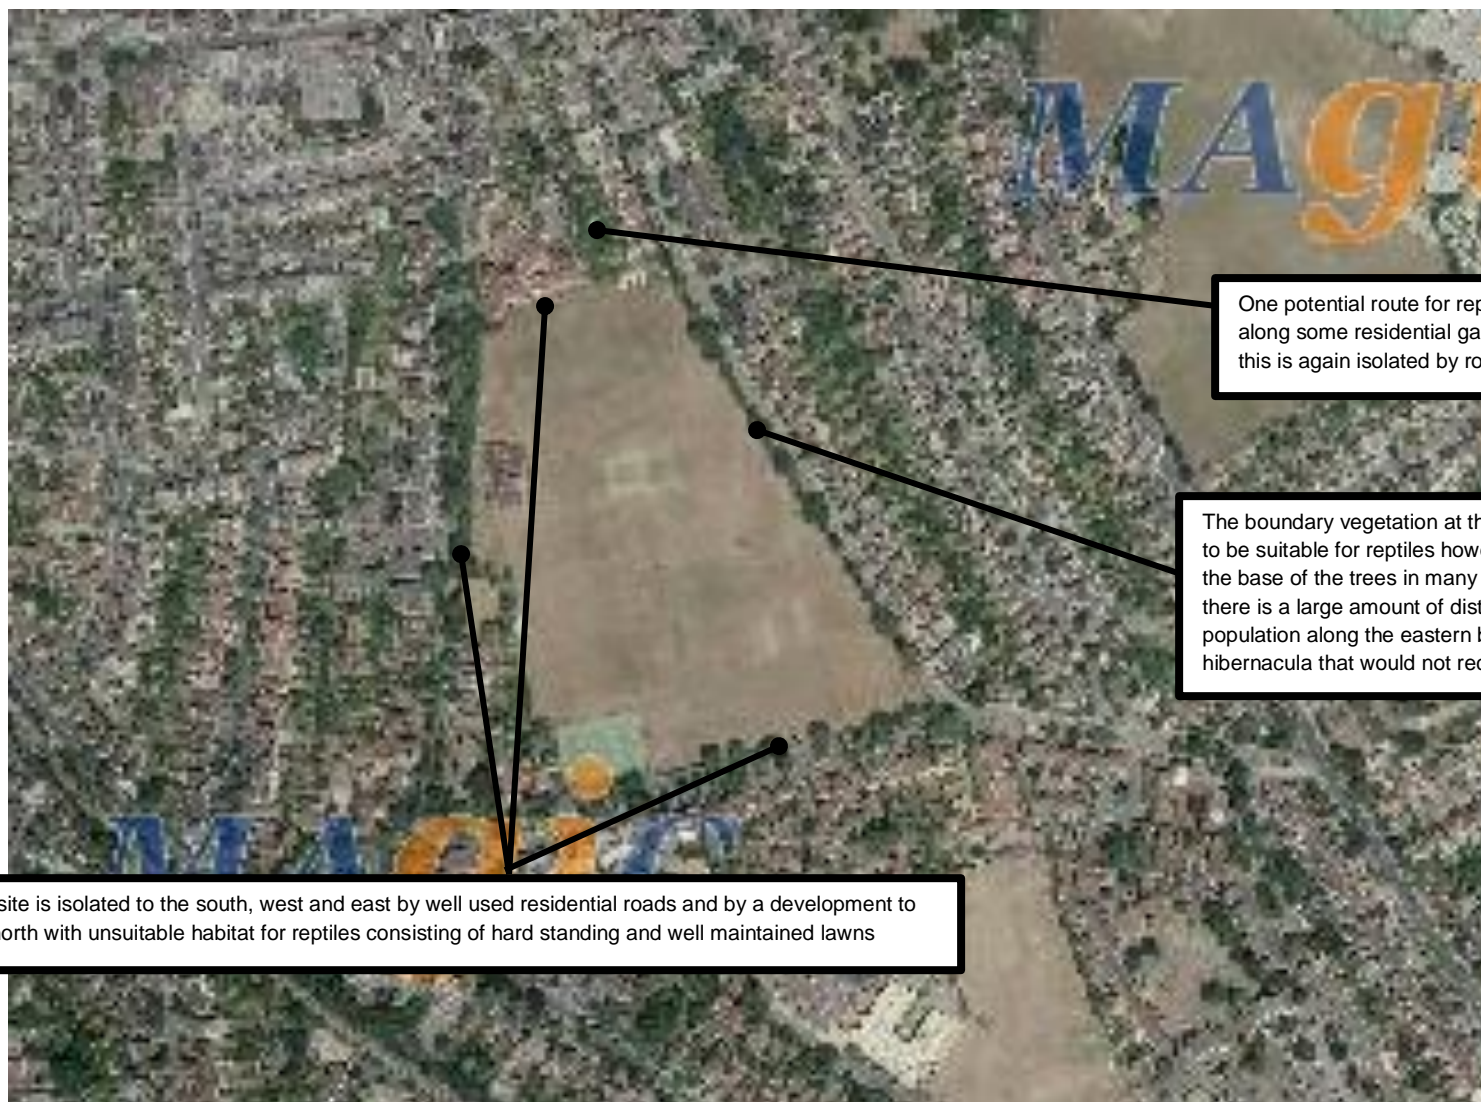 MAg
One potential route for rep
along some residential ga
this is again isolated by ro
The boundary vegetation at th
to be suitable for reptiles howe
the base of the trees in many
there is a large amount of dist
population along the eastern b
hibernacula that would not rec
MAGIC
site is isolated to the south, west and east by well used residential roads and by a development to
orth with unsuitable habitat for reptiles consisting of hard standing and well maintained lawns